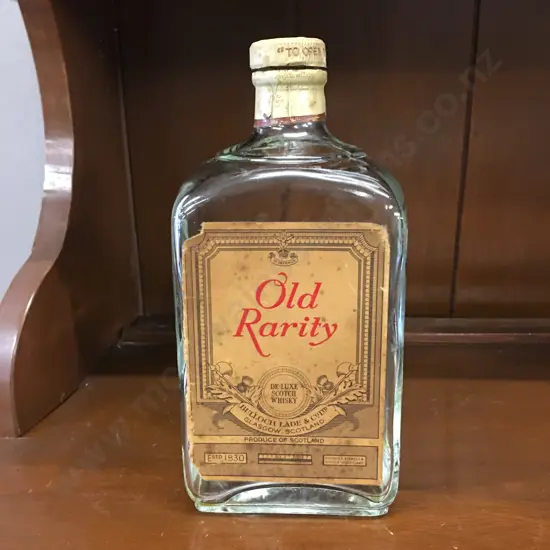 "TO OPEN
Old
Rarity
DE-LUXE
SCOTCH
WHISKY
BULLOCH LADE & CO LTD
GLASGOW, SCOTLAND
PRODUCE OF SCOTLAND
ESTD 1830